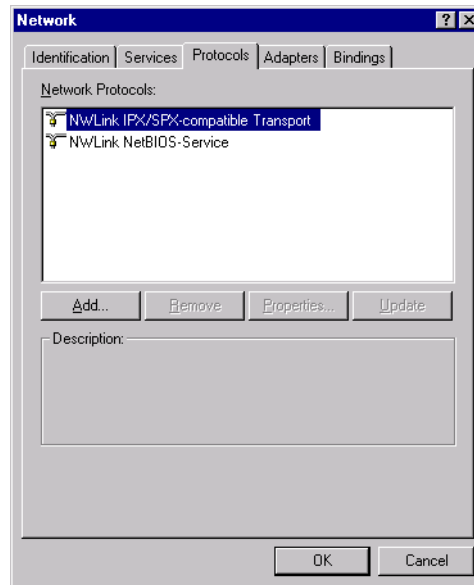 Network
Identification Services Protocols Adapters Bindings
Network Protocols:
NWLink IPX/SPX-compatible Transport
NWLink NetBIOS-Service
Add... Remove Properties... Update
Description:
OK Cancel